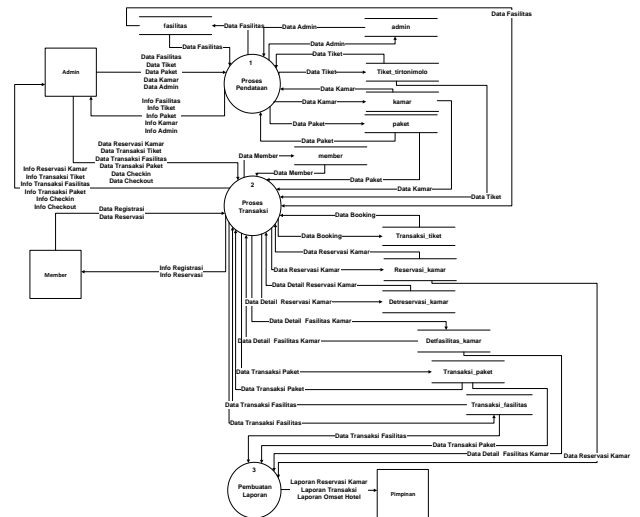 Data Fasilitas
fasilitas
Data Fasilitas
Data Admin
admin
Data Fasilitas
Data Admin
Data Tiket
1
Proses
Pendataan
Data Tiket
Tiket_tirtonimolo
Data Kamar
Data Kamar
kamar
Data Paket
paket
Data Paket
Admin
Data Fasilitas
Data Tiket
Data Paket
Data Kamar
Data Admin
Info Fasilitas
Info Tiket
Info Paket
Info Kamar
Info Admin
Data Reservasi Kamar
Data Transaksi Tiket
Data Transaksi Fasilitas
Data Transaksi Paket
Data Checkin
Data Checkout
Info Reservasi Kamar
Info Transaksi Tiket
Info Transaksi Fasilitas
Info Transaksi Paket
Info Checkin
Info Checkout
Data Member
member
Data Member
Data Paket
Data Kamar
Data Tiket
2
Proses
Transaksi
Data Registrasi
Data Reservasi
Member
Info Registrasi
Info Reservasi
Data Booking
Data Booking
Transaksi_tiket
Data Reservasi Kamar
Data Reservasi Kamar
Reservasi_kamar
Data Detail Reservasi Kamar
Data Detail Reservasi Kamar
Detreservasi_kamar
Data Detail Fasilitas Kamar
Data Detail Fasilitas Kamar
Detfasilitas_kamar
Data Transaksi Paket
Transaksi_paket
Data Transaksi Paket
Data Transaksi Fasilitas
Transaksi_fasilitas
Data Transaksi Fasilitas
Data Transaksi Fasilitas
Data Transaksi Paket
Data Detail Fasilitas Kamar
Data Reservasi Kamar
3
Pembuatan
Laporan
Laporan Reservasi Kamar
Laporan Transaksi
Laporan Omset Hotel
Pimpinan